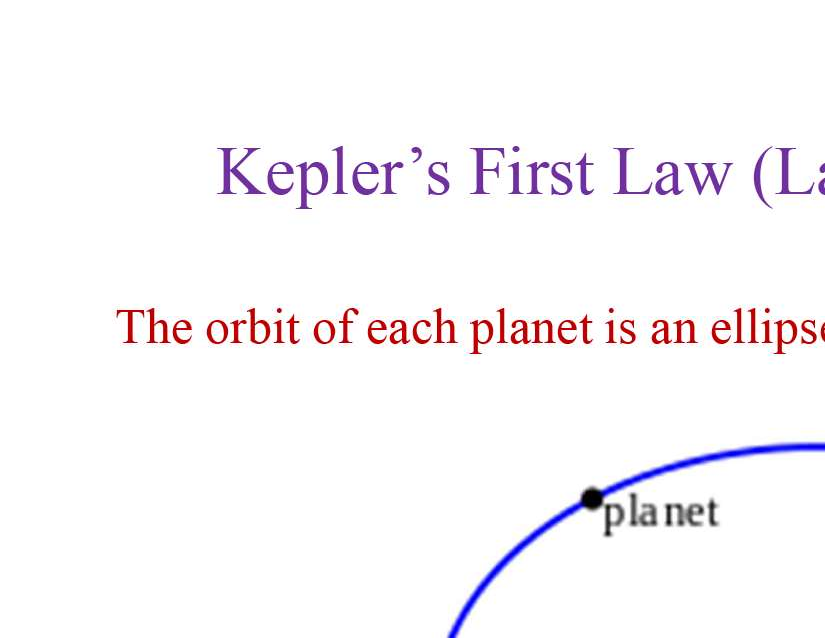 Kepler’s First Law (La
The orbit of each planet is an ellipse
planet